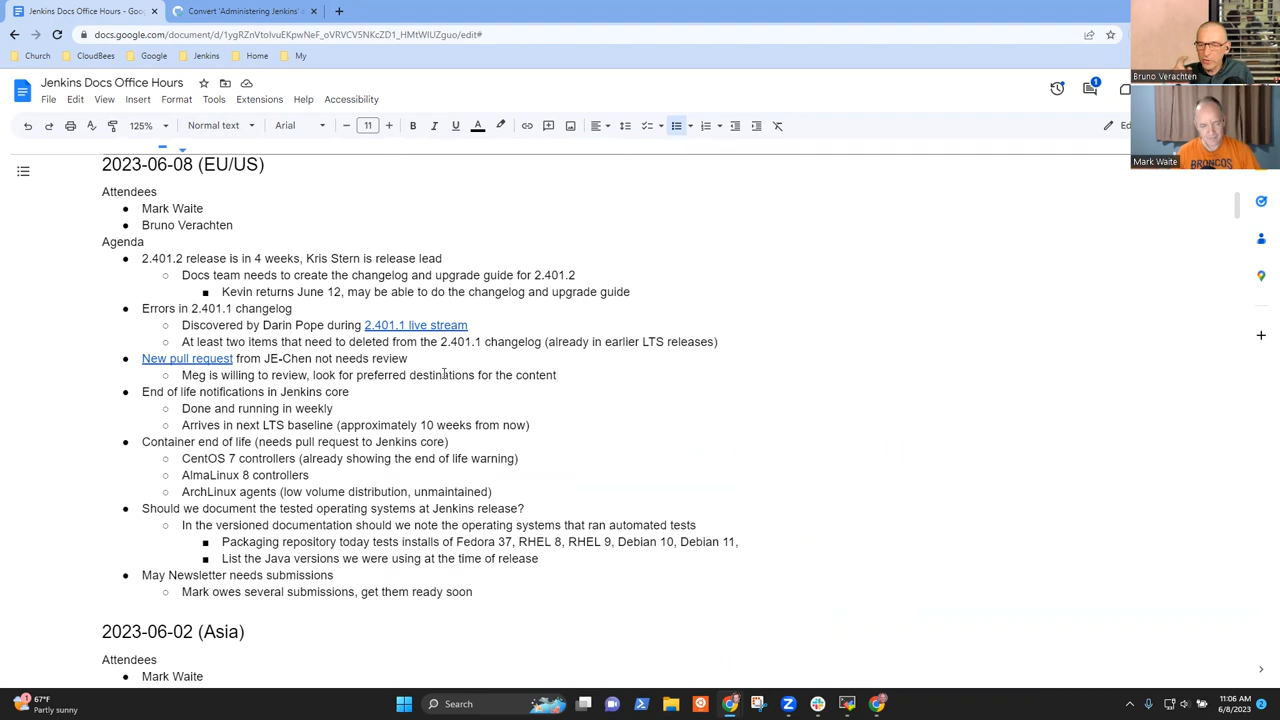 Jenkins Docs Office Hours - Go
Convert 'Administering Jenkins'
docs.google.com/document/d/1ygRZnVtoIvuEKpwNeF_oVRVCV5NKcZD1_HMtWIUZguo/edit#
Church
CloudBees
Google
Jenkins
Home
My
Jenkins Docs Office Hours
File Edit View Insert Format Tools Extensions Help Accessibility
125%
Normal text
Arial
11
2023-06-08 (EU/US)
Attendees
Mark Waite
Bruno Verachten
Agenda
2.401.2 release is in 4 weeks, Kris Stern is release lead
Docs team needs to create the changelog and upgrade guide for 2.401.2
Kevin returns June 12, may be able to do the changelog and upgrade guide
Errors in 2.401.1 changelog
Discovered by Darin Pope during 2.401.1 live stream
At least two items that need to deleted from the 2.401.1 changelog (already in earlier LTS releases)
New pull request from JE-Chen not needs review
Meg is willing to review, look for preferred destinations for the content
End of life notifications in Jenkins core
Done and running in weekly
Arrives in next LTS baseline (approximately 10 weeks from now)
Container end of life (needs pull request to Jenkins core)
CentOS 7 controllers (already showing the end of life warning)
AlmaLinux 8 controllers
ArchLinux agents (low volume distribution, unmaintained)
Should we document the tested operating systems at Jenkins release?
In the versioned documentation should we note the operating systems that ran automated tests
Packaging repository today tests installs of Fedora 37, RHEL 8, RHEL 9, Debian 10, Debian 11,
List the Java versions we were using at the time of release
May Newsletter needs submissions
Mark owes several submissions, get them ready soon
2023-06-02 (Asia)
Attendees
Mark Waite
Bruno Verachten
BRONCOS
Mark Waite
1
67°F
Partly sunny
Search
11:06 AM
6/8/2023
2